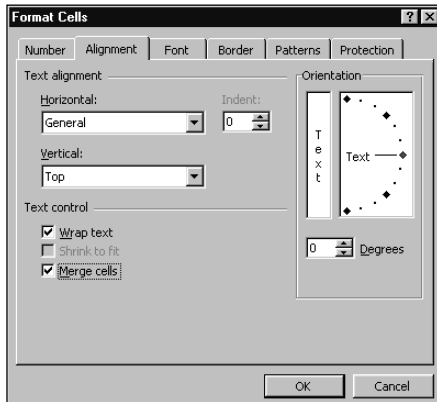 Format Cells
Number Alignment Font Border Patterns Protection
Text alignment
Horizontal: Indent:
General 0
Vertical:
Top
Text control
Wrap text
Shrink to fit
Merge cells
Orientation
Text
Text
0 Degrees
OK Cancel